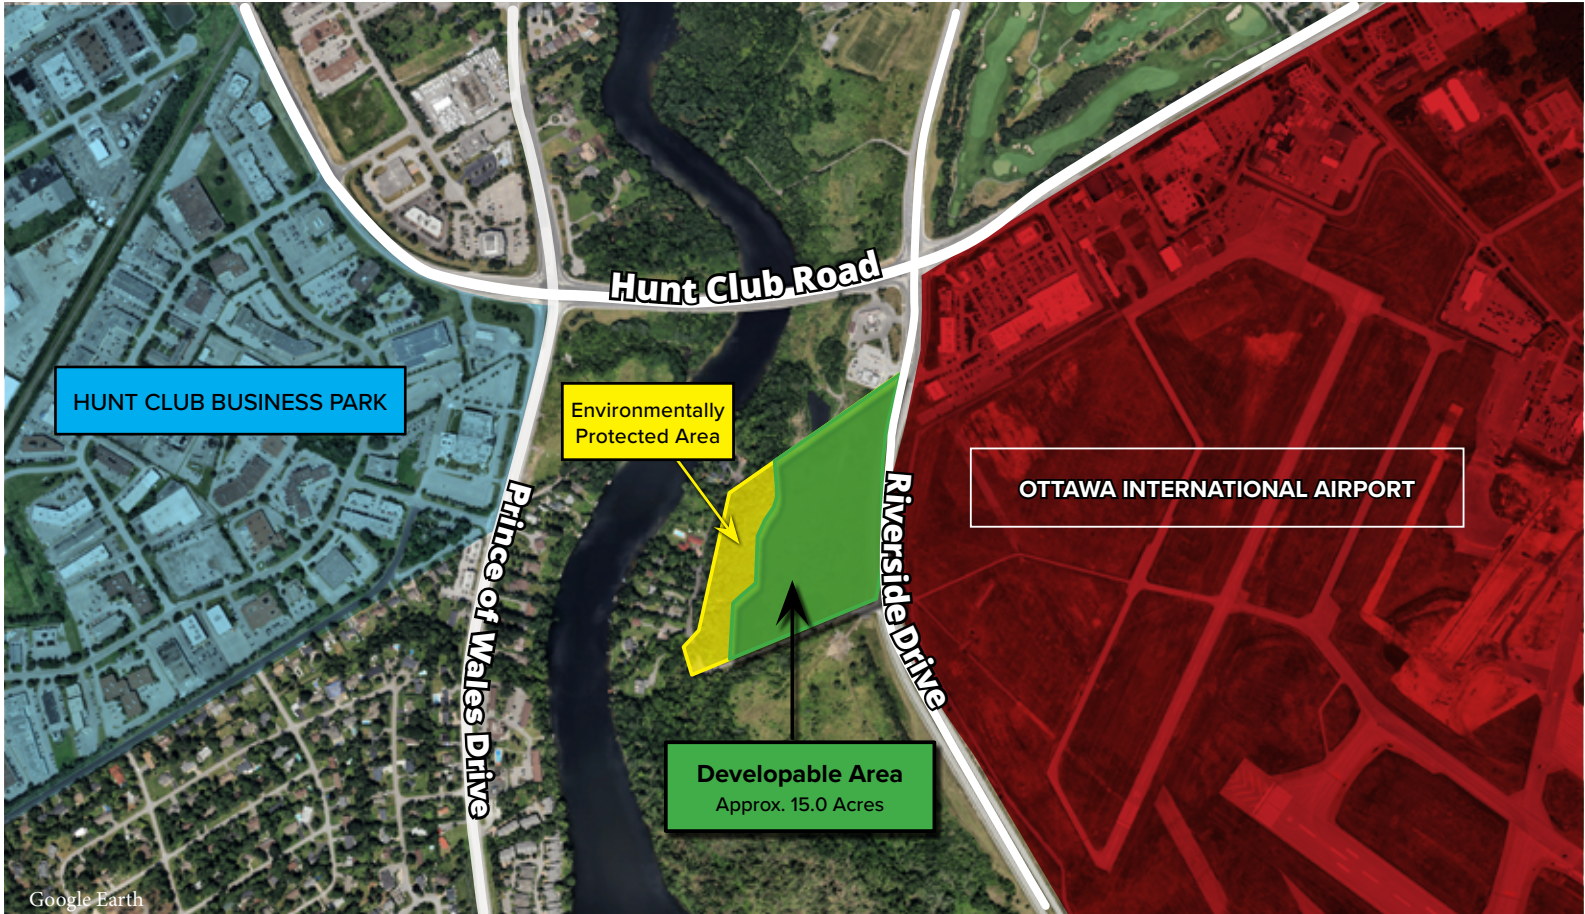 Hunt Club Road
HUNT CLUB BUSINESS PARK
Environmentally
Protected Area
OTTAWA INTERNATIONAL AIRPORT
Prince of Wales Drive
Riverside Drive
Developable Area
Approx. 15.0 Acres
Google Earth